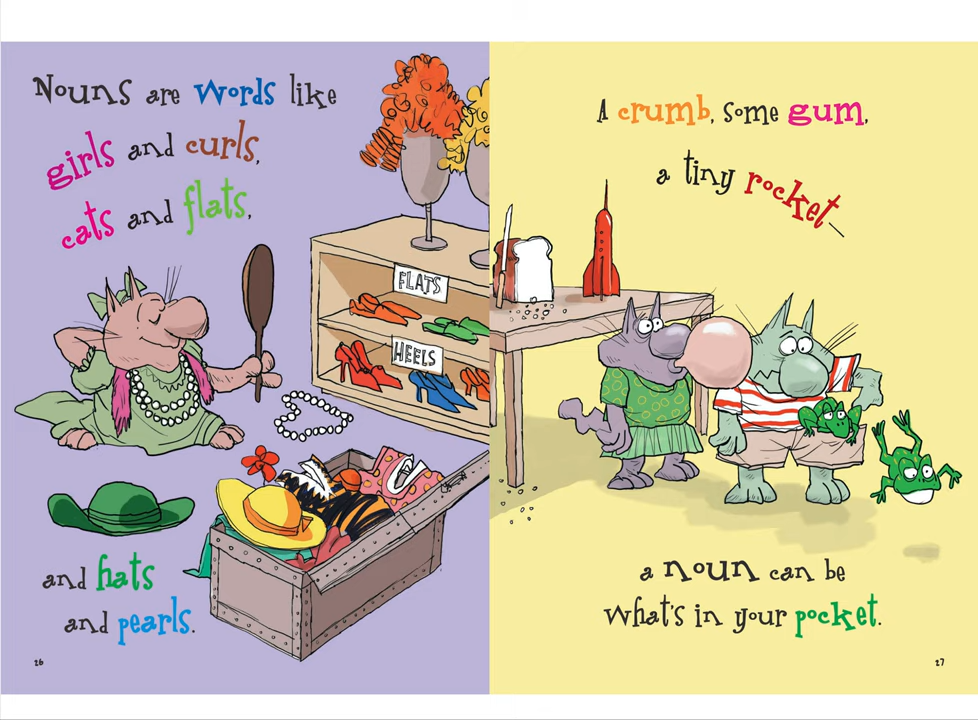 Nouns are words like
girls and curls,
cats and flats,
FLATS
HEELS
and hats
and pearls.
26
A crumb, some gum,
a tiny rocket—
a noun can be
what's in your pocket.
27